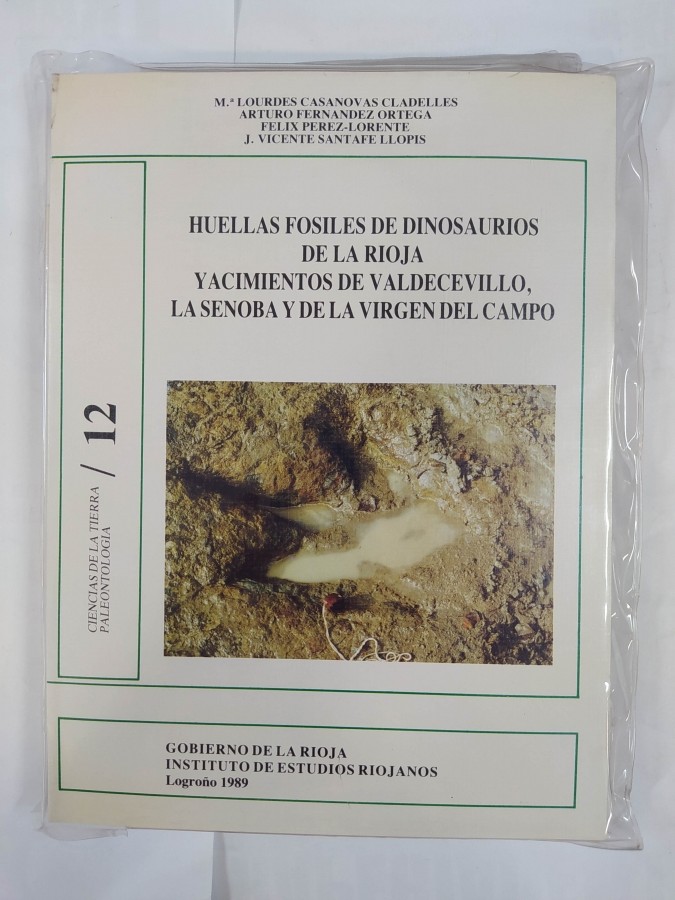 M.ª LOURDES CASANOVAS CLADELLES
ARTURO FERNANDEZ ORTEGA
FELIX PEREZ-LORENTE
J. VICENTE SANTAFE LLOPIS
HUELLAS FOSILES DE DINOSAURIOS
DE LA RIOJA
YACIMIENTOS DE VALDECEVILLO,
LA SENOBA Y DE LA VIRGEN DEL CAMPO
CIENCIAS DE LA TIERRA
PALEONTOLOGIA
/ 12
GOBIERNO DE LA RIOJA
INSTITUTO DE ESTUDIOS RIOJANOS
Logroño 1989